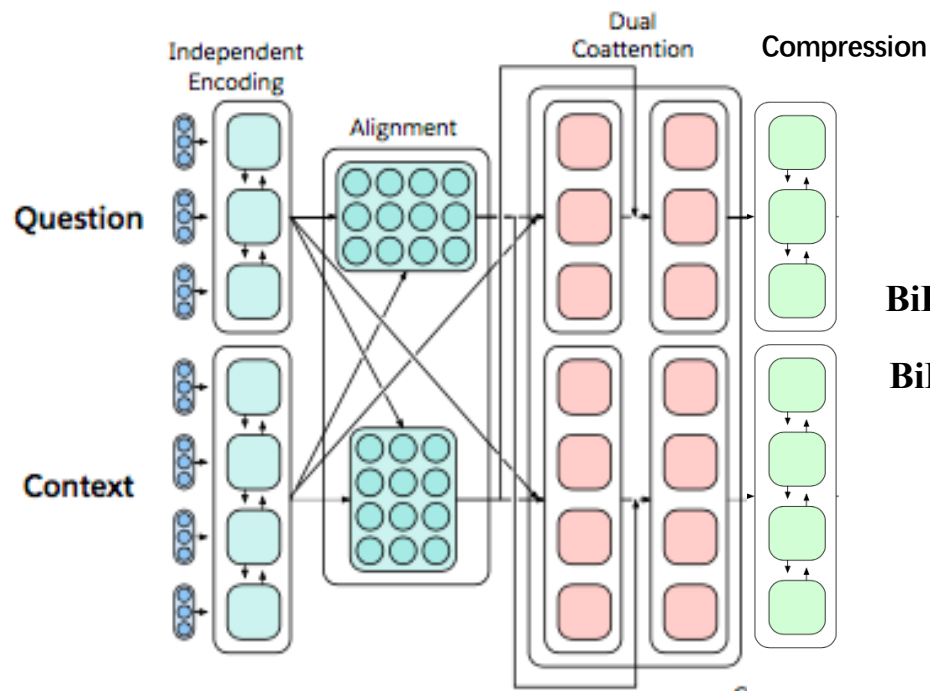 Dual
Coattention
Compression
Independent
Encoding
Alignment
Question
Context